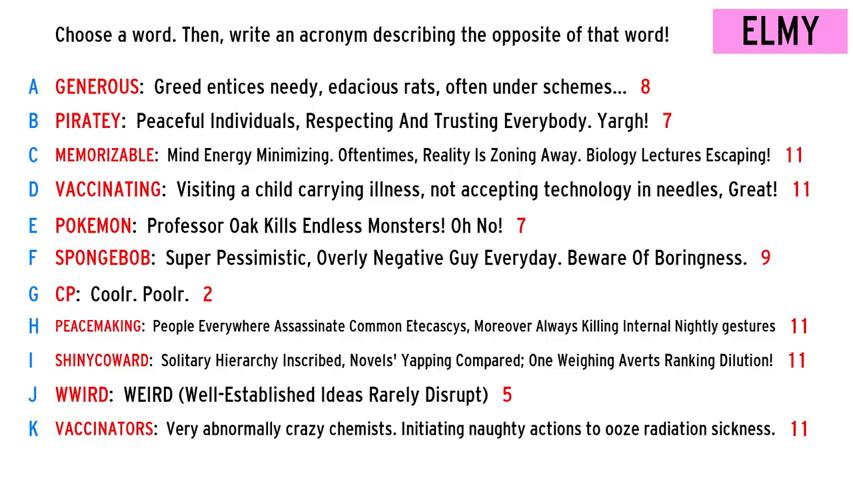 Choose a word. Then, write an acronym describing the opposite of that word!
ELMY
A GENEROUS: Greed entices needy, edacious rats, often under schemes... 8
B PIRATEY: Peaceful Individuals, Respecting And Trusting Everybody. Yargh! 7
C MEMORIZABLE: Mind Energy Minimizing. Oftentimes, Reality Is Zoning Away. Biology Lectures Escaping! 11
D VACCINATING: Visiting a child carrying illness, not accepting technology in needles, Great! 11
E POKEMON: Professor Oak Kills Endless Monsters! Oh No! 7
F SPONGEBOB: Super Pessimistic, Overly Negative Guy Everyday. Beware Of Boringness. 9
G CP: Coolr. Poolr. 2
H PEACEMAKING: People Everywhere Assassinate Common Etecascys, Moreover Always Killing Internal Nightly gestures 11
I SHINYCOWARD: Solitary Hierarchy Inscribed, Novels' Yapping Compared; One Weighing Averts Ranking Dilution! 11
J WWIRD: WEIRD (Well-Established Ideas Rarely Disrupt) 5
K VACCINATORS: Very abnormally crazy chemists. Initiating naughty actions to ooze radiation sickness. 11